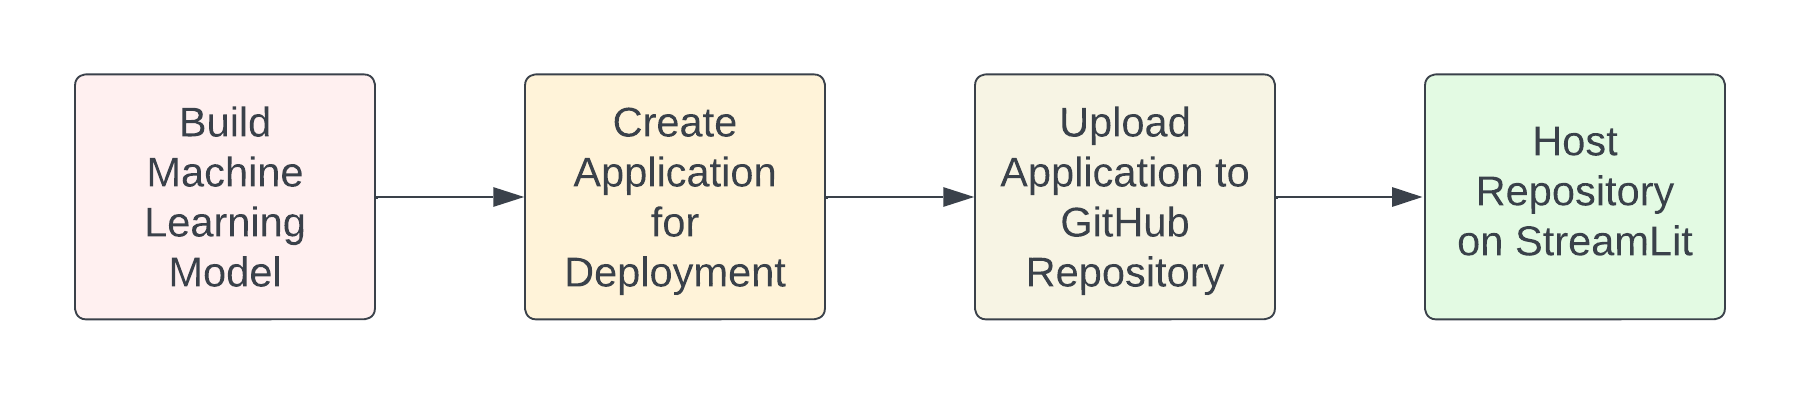 Build
Machine
Learning
Model
Create
Application
for
Deployment
Upload
Application to
GitHub
Repository
Host
Repository
on StreamLit